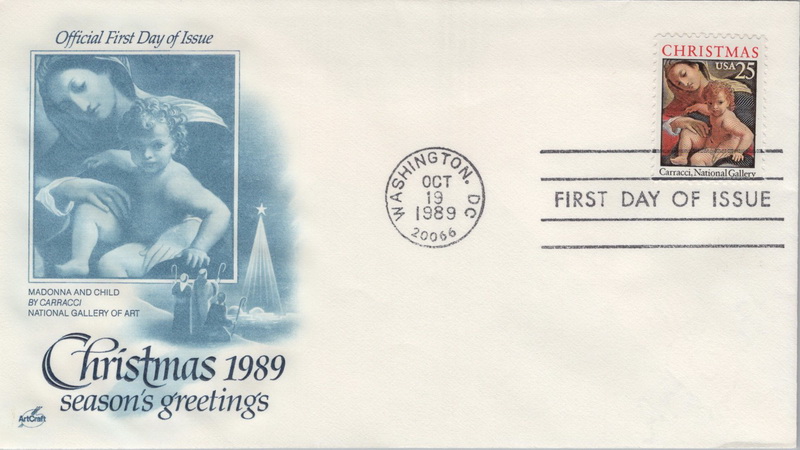 Official First Day of Issue
MADONNA AND CHILD
BY CARRACCI
NATIONAL GALLERY OF ART
Christmas 1989
season's greetings
ArtCraft
WASHINGTON. DC
OCT
19
1989
20066
CHRISTMAS
USA 25
Carracci, National Gallery
FIRST DAY OF ISSUE